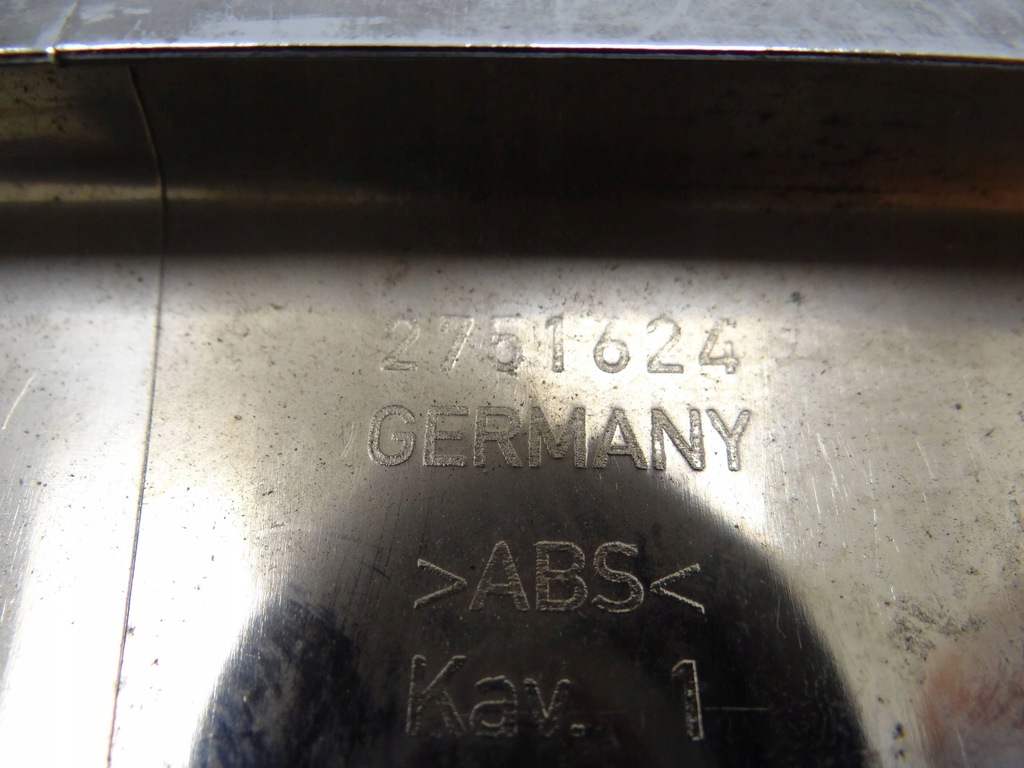 2751624
GERMANY
>ABS<
Kav. 1